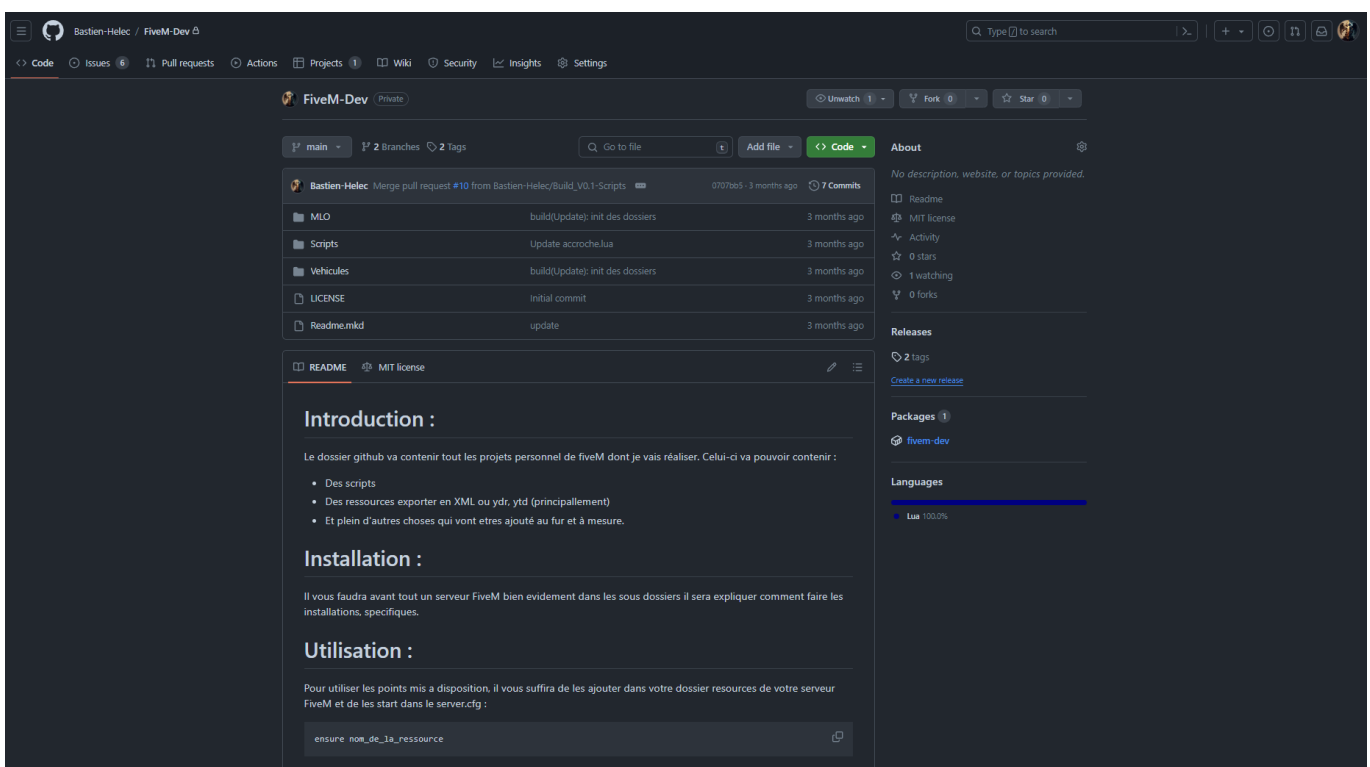 Bastien-Helec / FiveM-Dev
Type / to search
Code
Issues 6
Pull requests
Actions
Projects 1
Wiki
Security
Insights
Settings
FiveM-Dev Private
Unwatch 1
Fork 0
Star 0
main
2 Branches
2 Tags
Go to file
t
Add file
Code
Bastien-Helec Merge pull request #10 from Bastien-Helec/Build_V0.1-Scripts
0707bb5 · 3 months ago
7 Commits
MLO build(Update): init des dossiers 3 months ago
Scripts Update accroche.lua 3 months ago
Vehicules build(Update): init des dossiers 3 months ago
LICENSE Initial commit 3 months ago
Readme.mkd update 3 months ago
README
MIT license
Introduction :
Le dossier github va contenir tout les projets personnel de fiveM dont je vais réaliser. Celui-ci va pouvoir contenir :
• Des scripts
• Des ressources exporter en XML ou ydr, ytd (principallement)
• Et plein d'autres choses qui vont etres ajouté au fur et à mesure.
Installation :
Il vous faudra avant tout un serveur FiveM bien evidement dans les sous dossiers il sera expliquer comment faire les
installations, specifiques.
Utilisation :
Pour utiliser les points mis a disposition, il vous suffira de les ajouter dans votre dossier resources de votre serveur
FiveM et de les start dans le server.cfg :
ensure nom_de_la_ressource
About
No description, website, or topics provided.
Readme
MIT license
Activity
0 stars
1 watching
0 forks
Releases
2 tags
Create a new release
Packages 1
fivem-dev
Languages
Lua 100.0%